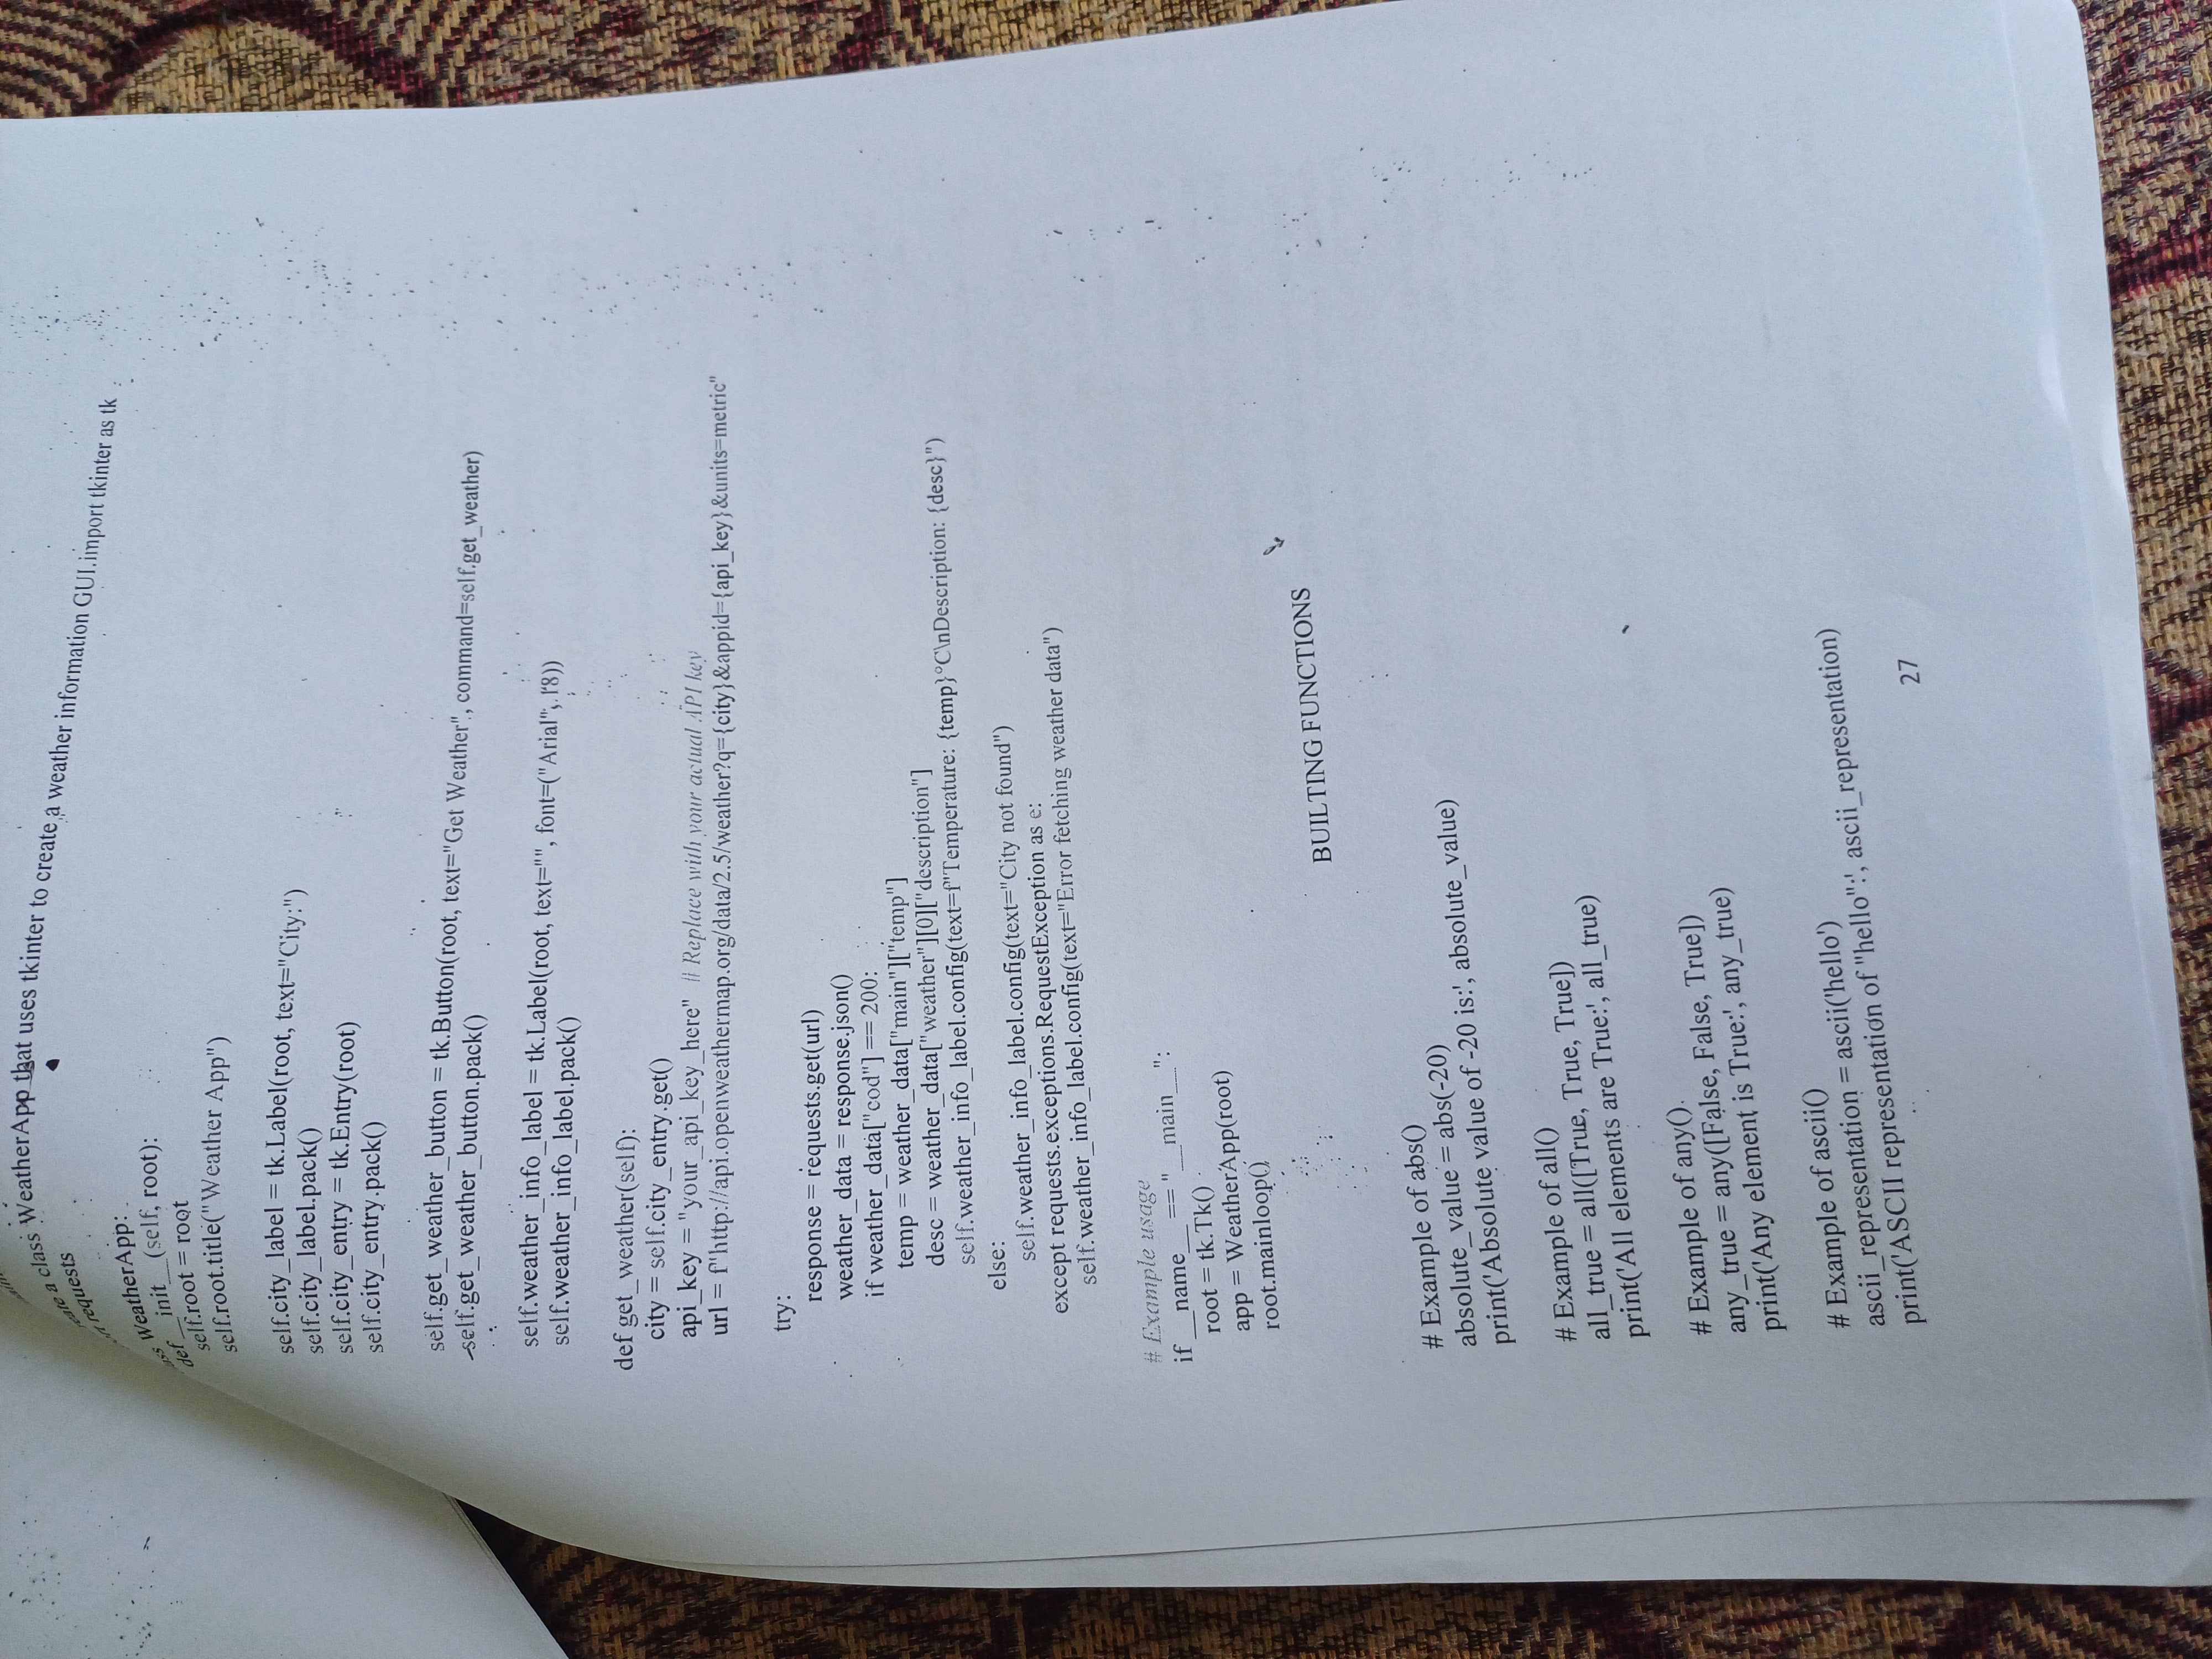 a class WeatherApp that uses tkinter to create a weather information GUI.import tkinter as tk
requests
WeatherApp:
def __init__(self, root):
self.root = root
self.root.title("Weather App")
self.city_label = tk.Label(root, text="City:")
self.city_label.pack()
self.city_entry = tk.Entry(root)
self.city_entry.pack()
self.get_weather_button = tk.Button(root, text="Get Weather", command=self.get_weather)
self.get_weather_button.pack()
self.weather_info_label = tk.Label(root, text="", font=("Arial", 18))
self.weather_info_label.pack()
def get_weather(self):
city = self.city_entry.get()
api_key = "your_api_key_here" # Replace with your actual API key
url = f"http://api.openweathermap.org/data/2.5/weather?q={city}&appid={api_key}&units=metric"
try:
response = requests.get(url)
weather_data = response.json()
if weather_data["cod"] == 200:
temp = weather_data["main"]["temp"]
desc = weather_data["weather"][0]["description"]
self.weather_info_label.config(text=f"Temperature: {temp}°C\nDescription: {desc}")
else:
self.weather_info_label.config(text="City not found")
except requests.exceptions.RequestException as e:
self.weather_info_label.config(text="Error fetching weather data")
# Example usage
if __name__ == "__main__":
root = tk.Tk()
app = WeatherApp(root)
root.mainloop()
BUILTING FUNCTIONS
# Example of abs()
absolute_value = abs(-20)
print('Absolute value of -20 is:', absolute_value)
# Example of all()
all_true = all([True, True, True])
print('All elements are True:', all_true)
# Example of any().
any_true = any([False, False, True])
print('Any element is True:', any_true)
# Example of ascii()
ascii_representation = ascii('hello')
print('ASCII representation of "hello":', ascii_representation)
27